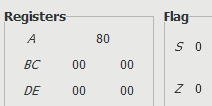 Registers Flag
A 80 S 0
BC 00 00
DE 00 00 Z 0